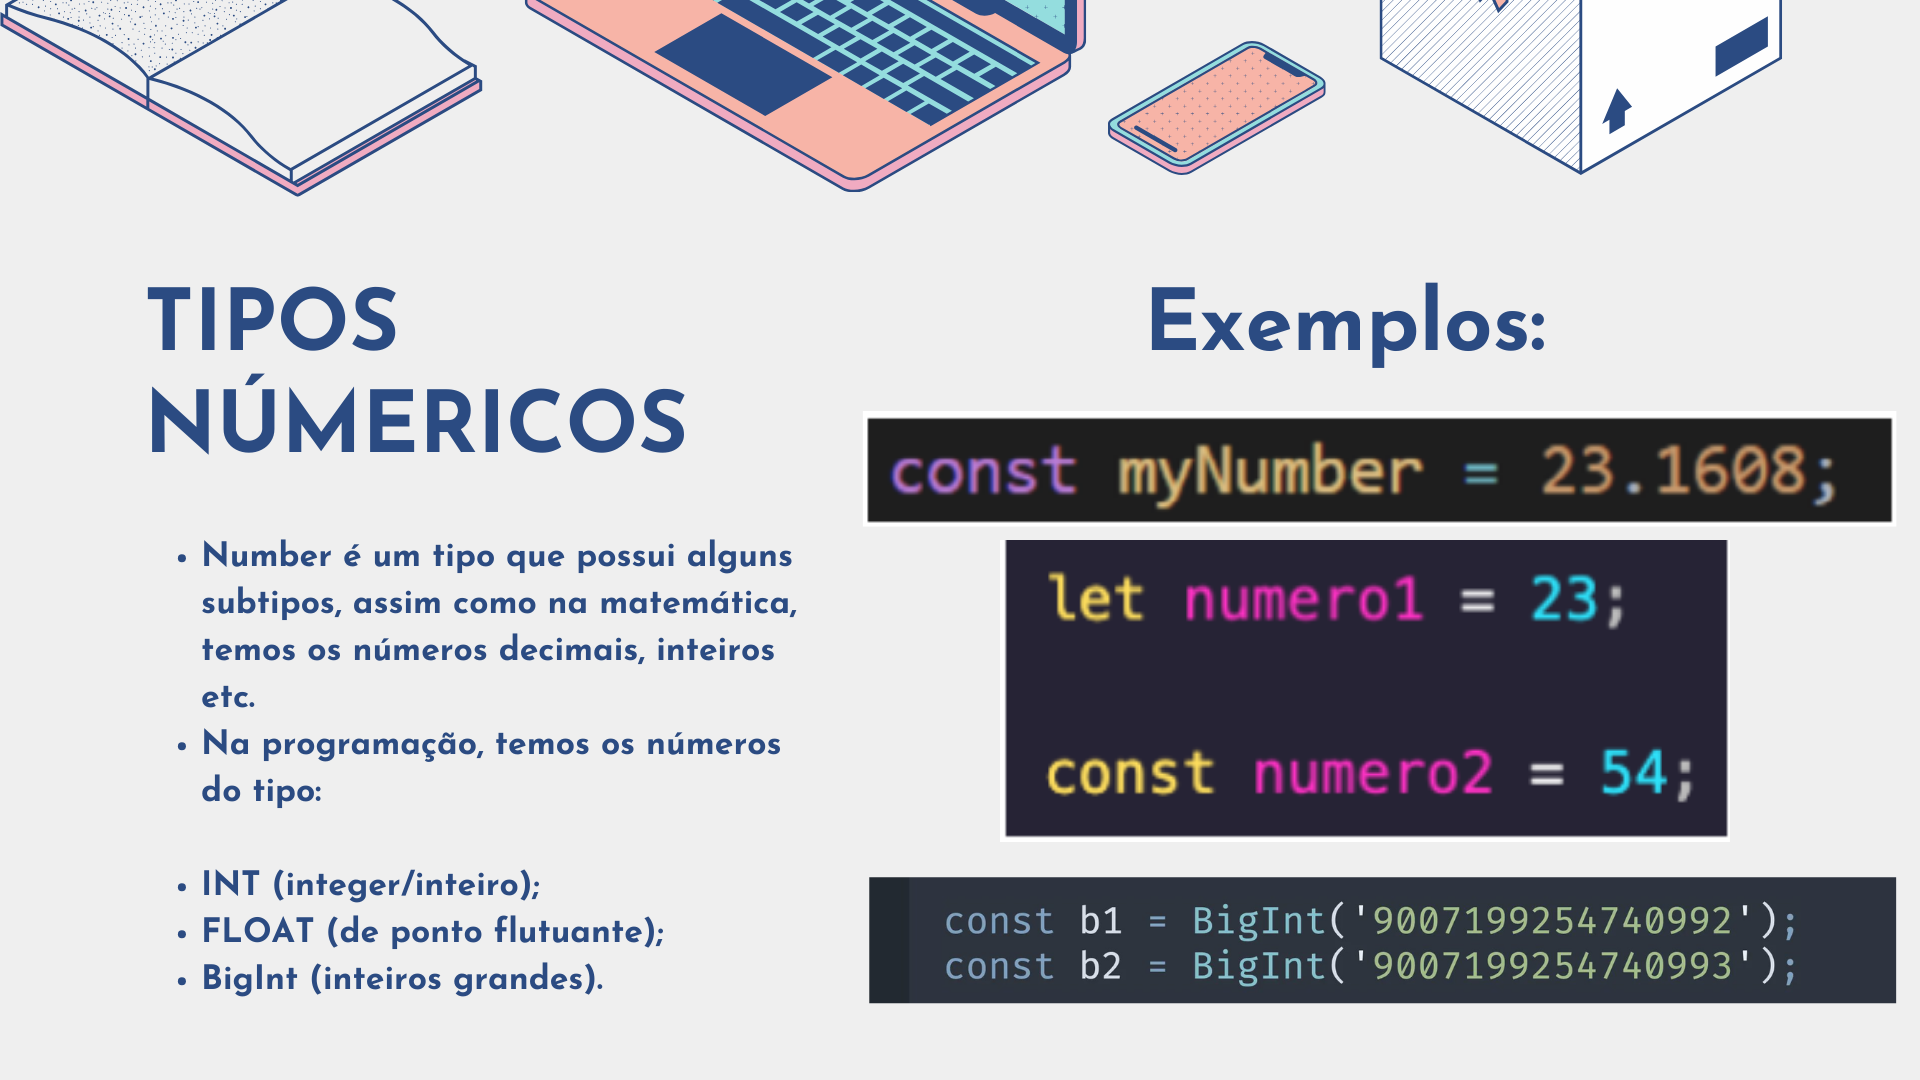 TIPOS
NÚMERICOS
• Number é um tipo que possui alguns
subtipos, assim como na matemática,
temos os números decimais, inteiros
etc.
• Na programação, temos os números
do tipo:
• INT (integer/inteiro);
• FLOAT (de ponto flutuante);
• BigInt (inteiros grandes).
Exemplos:
const myNumber = 23.1608;
let numero1 = 23;
const numero2 = 54;
const b1 = BigInt('9007199254740992');
const b2 = BigInt('9007199254740993');